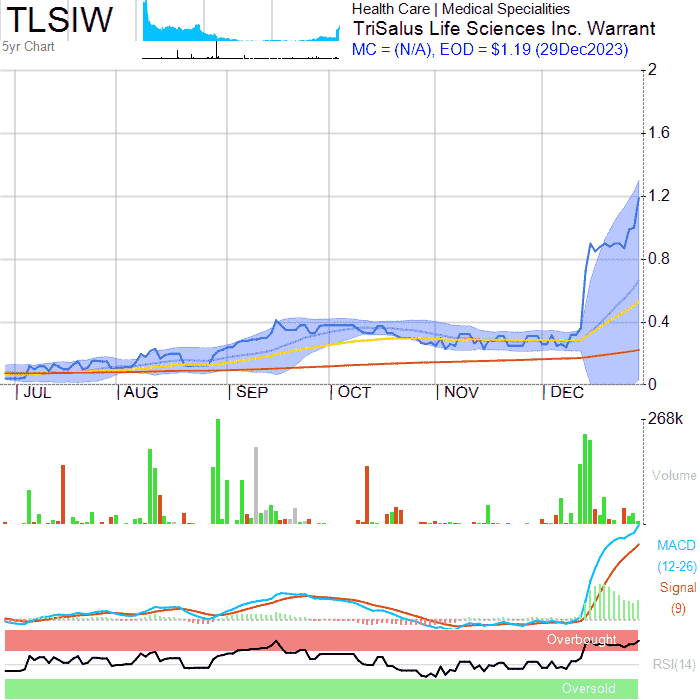 TLSIW
5yr Chart
Health Care | Medical Specialities
TriSalus Life Sciences Inc. Warrant
MC = (N/A), EOD = $1.19 (29Dec2023)
2
1.6
1.2
0.8
0.4
0
JUL AUG SEP OCT NOV DEC
268k
Volume
MACD
(12-26)
Signal
(9)
Overbought
RSI(14)
Oversold